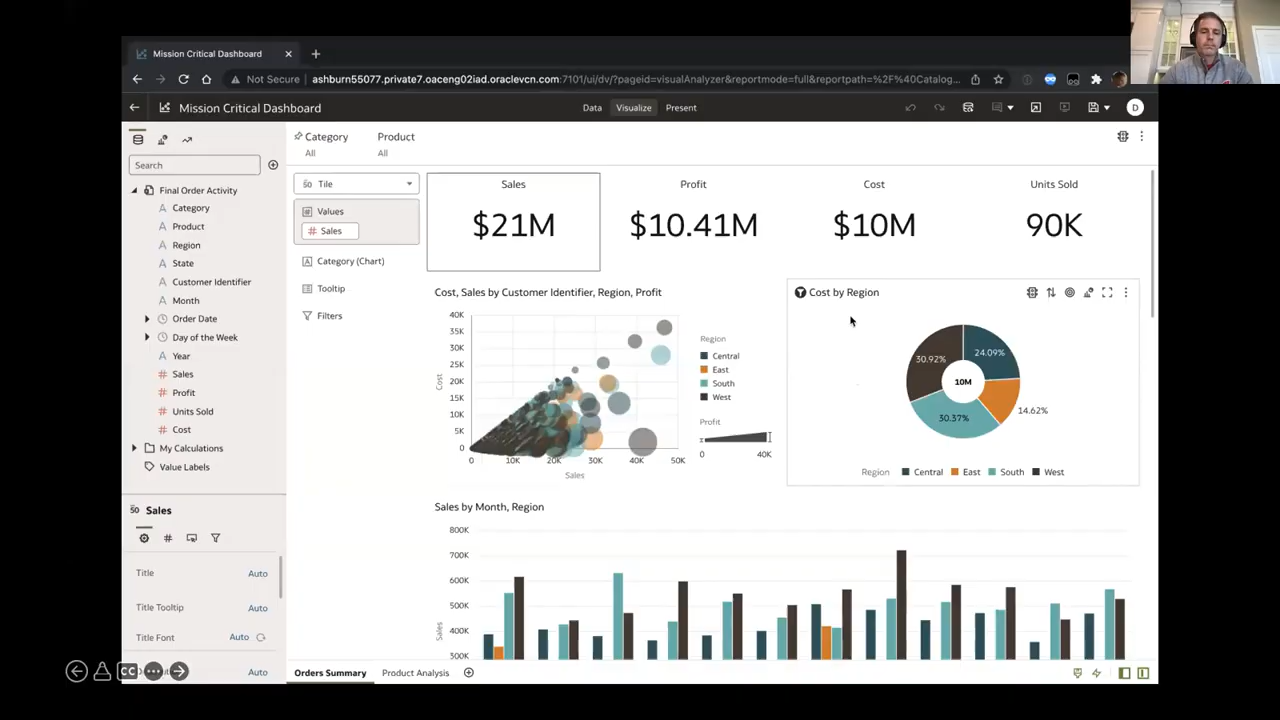 Mission Critical Dashboard
Not Secure
ashburn55077.private7.oaceng02iad.oraclevcn.com:7101/ui/dv/?pageid=visualAnalyzer&reportmode=full&reportpath=%2F%40Catalog...
Mission Critical Dashboard
Data
Visualize
Present
D
Search
Final Order Activity
Category
Product
Region
State
Customer Identifier
Month
Order Date
Day of the Week
Year
Sales
Profit
Units Sold
Cost
My Calculations
Value Labels
Sales
Title
Auto
Title Tooltip
Auto
Title Font
Auto
Auto
Category
All
Product
All
Tile
Values
Sales
Category (Chart)
Tooltip
Filters
Sales
$21M
Profit
$10.41M
Cost
$10M
Units Sold
90K
Cost, Sales by Customer Identifier, Region, Profit
40K
35K
30K
25K
20K
15K
10K
5K
0
Cost
0
10K
20K
30K
40K
50K
Sales
Region
Central
East
South
West
Profit
0
40K
Cost by Region
30.92%
24.09%
10M
14.62%
30.37%
Region
Central
East
South
West
Sales by Month, Region
800K
700K
600K
500K
400K
300K
Sales
Orders Summary
Product Analysis
CC